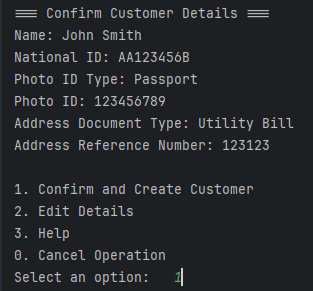 === Confirm Customer Details ===
Name: John Smith
National ID: AA123456B
Photo ID Type: Passport
Photo ID: 123456789
Address Document Type: Utility Bill
Address Reference Number: 123123
1. Confirm and Create Customer
2. Edit Details
3. Help
0. Cancel Operation
Select an option: 1